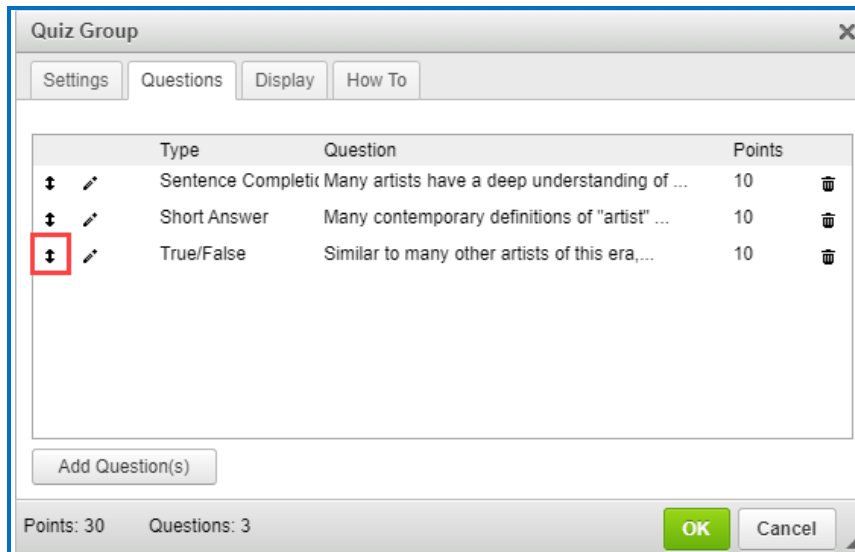 Quiz Group
Settings Questions Display How To
Type Question Points
Sentence Completic Many artists have a deep understanding of ... 10
Short Answer Many contemporary definitions of "artist" ... 10
True/False Similar to many other artists of this era,... 10
Add Question(s)
Points: 30 Questions: 3 OK Cancel